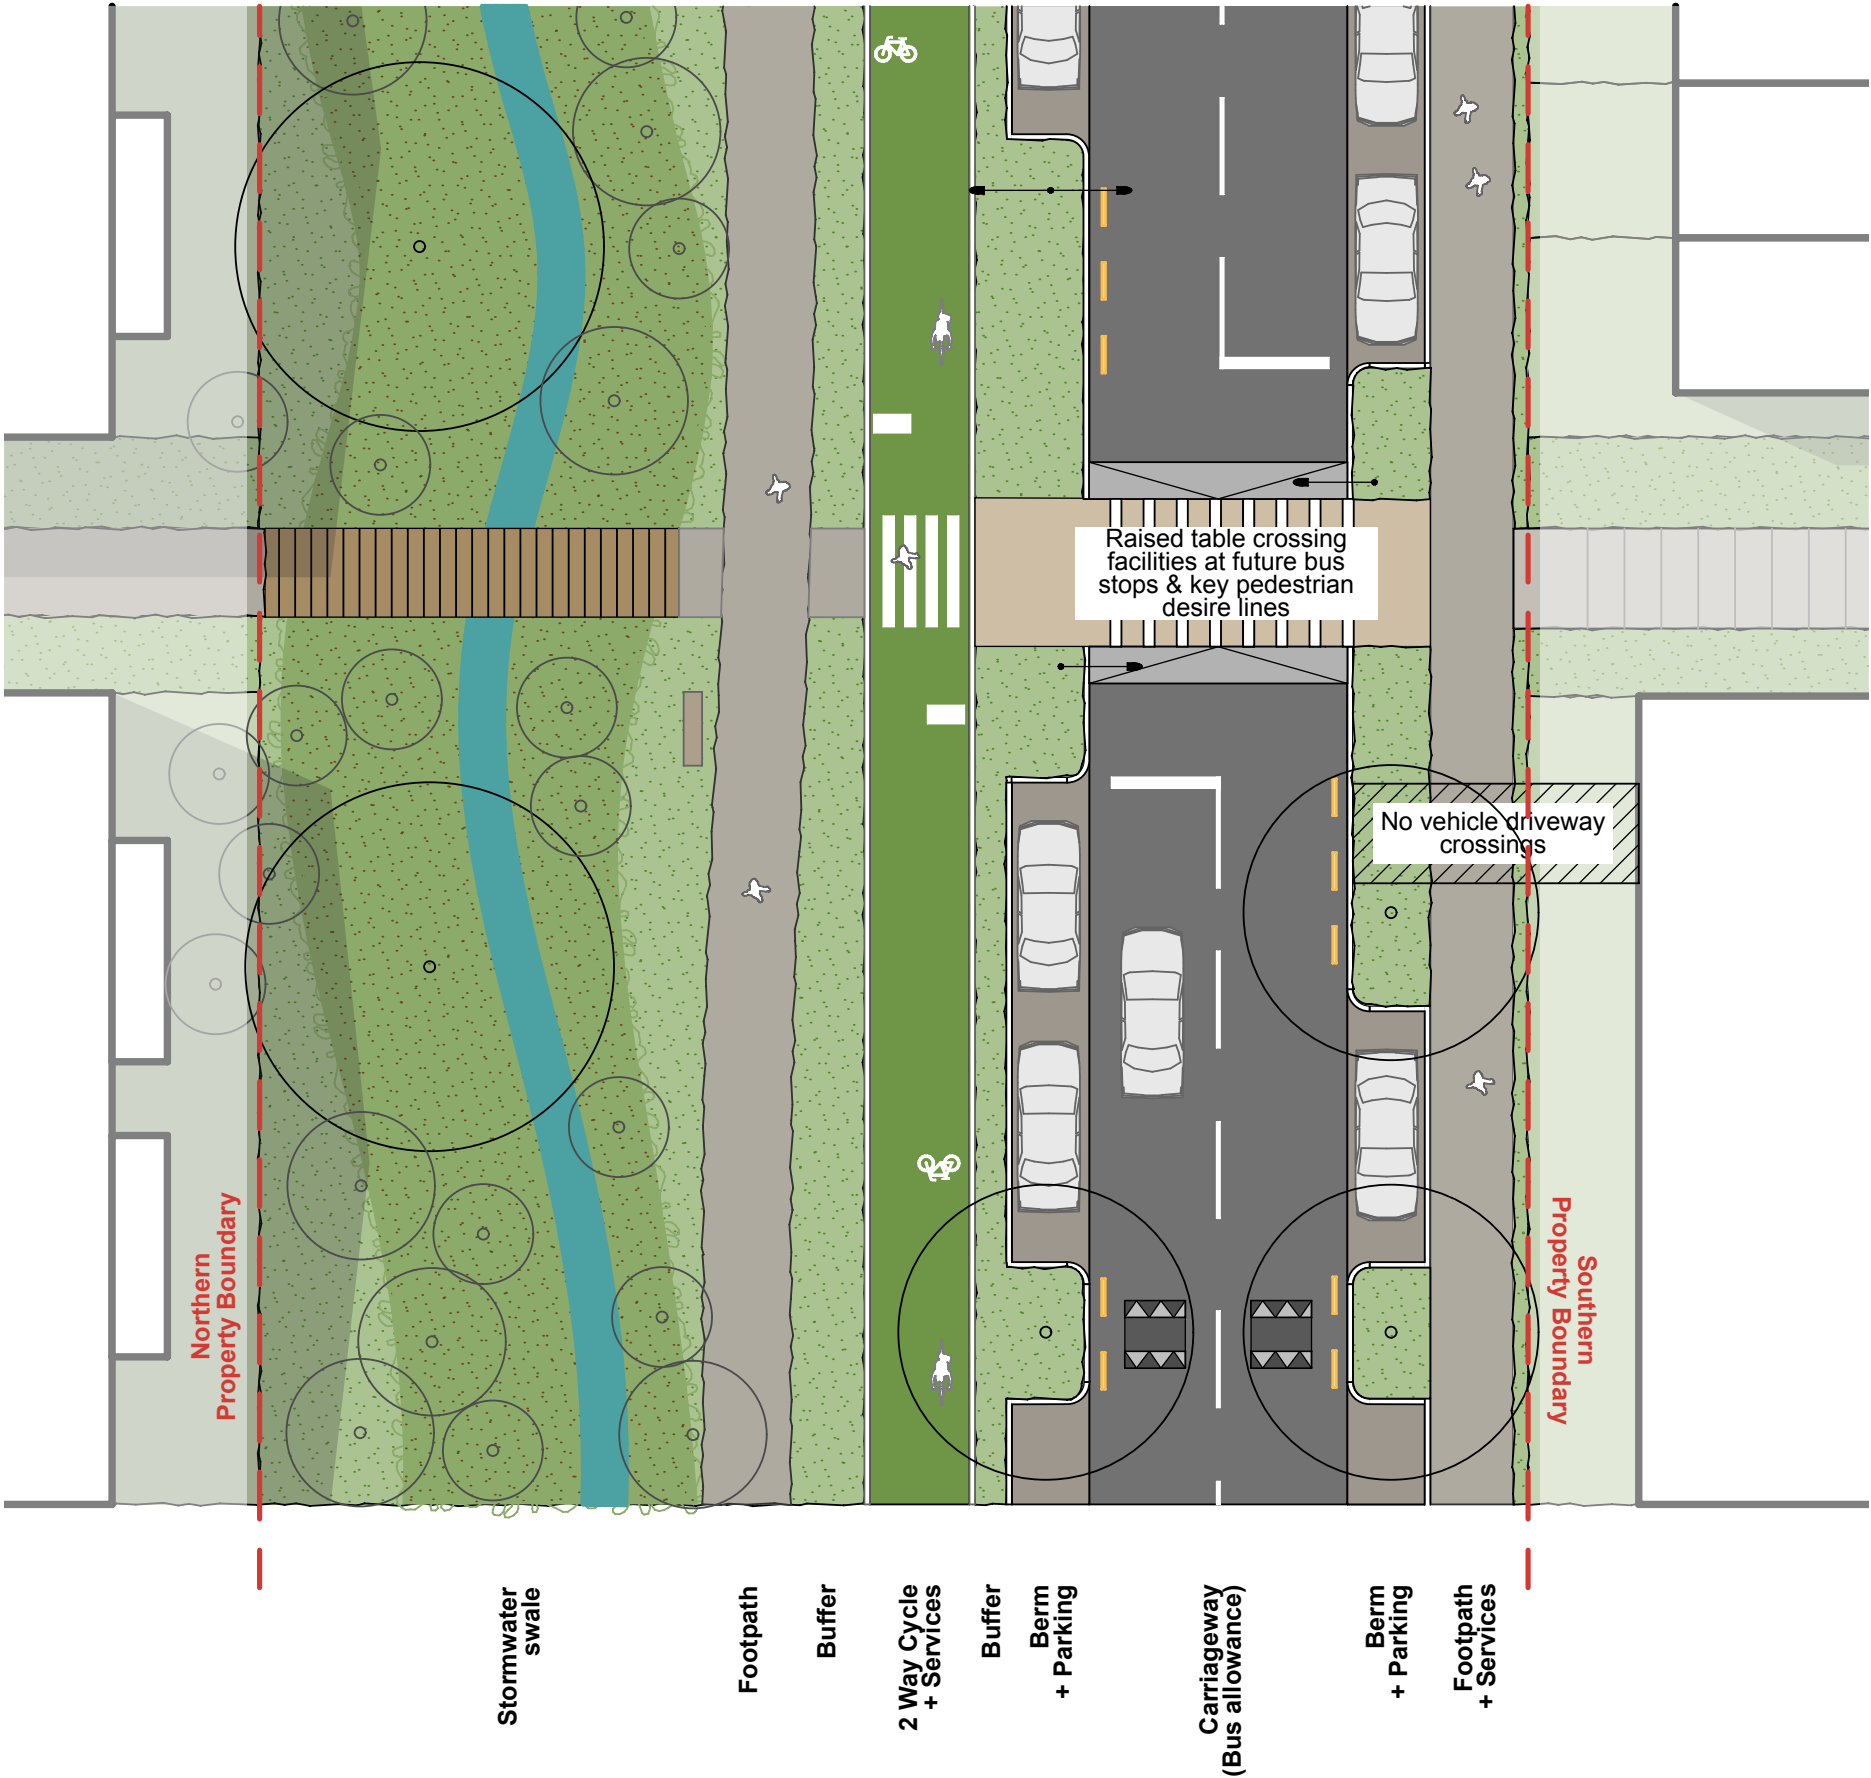 Raised table crossing
facilities at future bus
stops & key pedestrian
desire lines
No vehicle driveway
crossings
Northern
Property Boundary
Southern
Property Boundary
Stormwater
swale
Footpath
Buffer
2 Way Cycle
+ Services
Buffer
Berm
+ Parking
Carriageway
(Bus allowance)
Berm
+ Parking
Footpath
+ Services